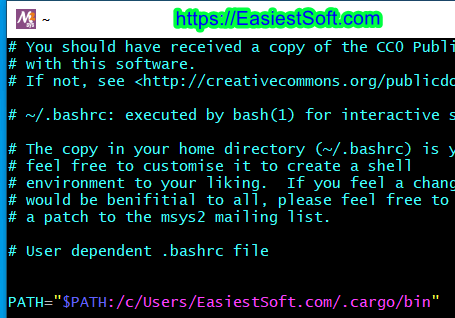 ~
https://EasiestSoft.com
# You should have received a copy of the CC0 Publi
# with this software.
# If not, see <http://creativecommons.org/publicdo
# ~/.bashrc: executed by bash(1) for interactive s
# The copy in your home directory (~/.bashrc) is y
# feel free to customise it to create a shell
# environment to your liking.  If you feel a chang
# would be benifitial to all, please feel free to
# a patch to the msys2 mailing list.
# User dependent .bashrc file
PATH="$PATH:/c/Users/EasiestSoft.com/.cargo/bin"